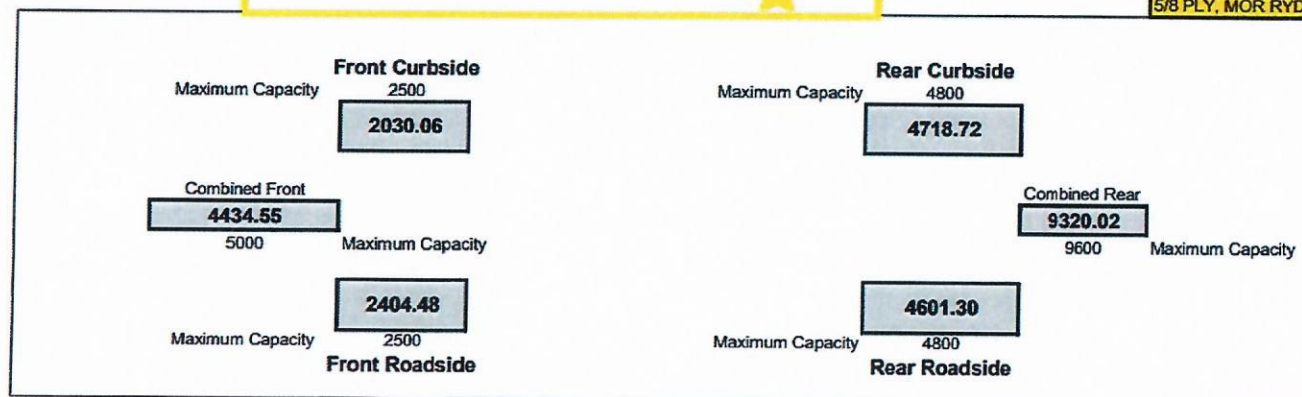 5/8 PLY, MOR RYD
Front Curbside
Maximum Capacity 2500
2030.06
Rear Curbside
Maximum Capacity 4800
4718.72
Combined Front
4434.55
5000 Maximum Capacity
Combined Rear
9320.02
9600 Maximum Capacity
2404.48
Maximum Capacity 2500
Front Roadside
4601.30
Maximum Capacity 4800
Rear Roadside